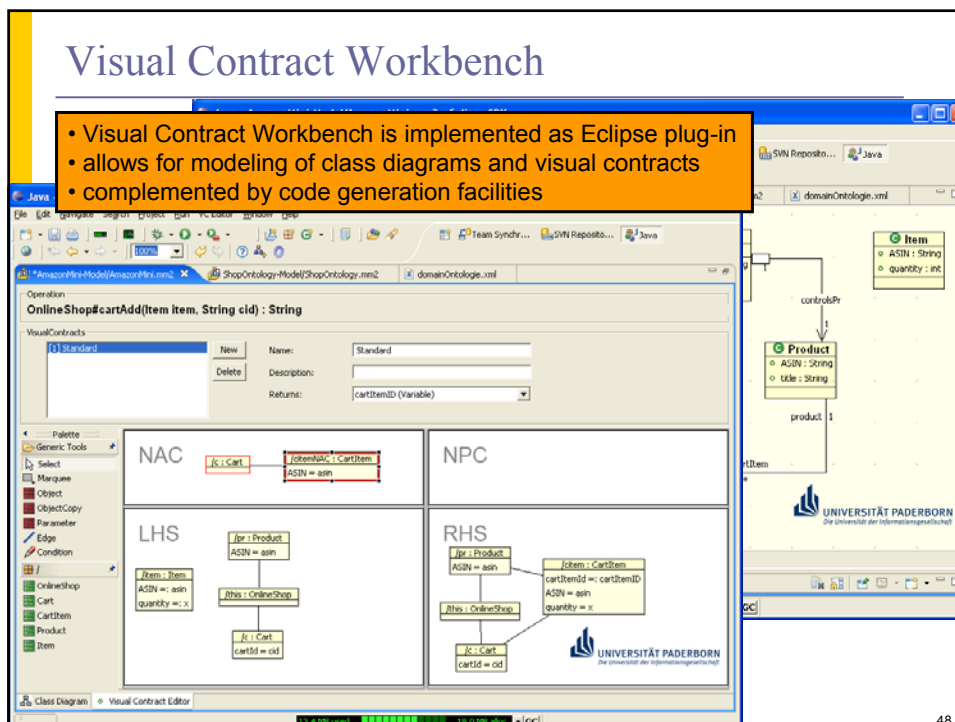 Visual Contract Workbench
• Visual Contract Workbench is implemented as Eclipse plug-in
• allows for modeling of class diagrams and visual contracts
• complemented by code generation facilities
SVN Reposito... Java
domainOntologie.xml
Item
ASIN : String
quantity : int
controlsPr
1
Product
ASIN : String
title : String
product 1
UNIVERSITÄT PADERBORN
Die Universität der Informationsgesellschaft
Java -
File Edit Navigate Search Project Run VC Editor Window Help
100%
Team Synchr... SVN Reposito... Java
*AmazonMini-Model/AmazonMini.mm2 ShopOntology-Model/ShopOntology.mm2 domainOntologie.xml
Operation
OnlineShop#cartAdd(Item item, String cid) : String
VisualContracts
[1] Standard
New
Delete
Name: Standard
Description:
Returns: cartItemID (Variable)
Palette
Generic Tools
Select
Marquee
Object
ObjectCopy
Parameter
Edge
Condition
/
OnlineShop
Cart
CartItem
Product
Item
NAC
/c : Cart
/citemNAC : CartItem
ASIN = asin
NPC
LHS
/pr : Product
ASIN = asin
/item : Item
ASIN =: asin
quantity =: x
/this : OnlineShop
/c : Cart
cartId = cid
RHS
/pr : Product
ASIN = asin
/citem : CartItem
cartItemId =: cartItemID
ASIN = asin
quantity = x
/this : OnlineShop
/c : Cart
cartId = cid
UNIVERSITÄT PADERBORN
Die Universität der Informationsgesellschaft
Class Diagram Visual Contract Editor
48